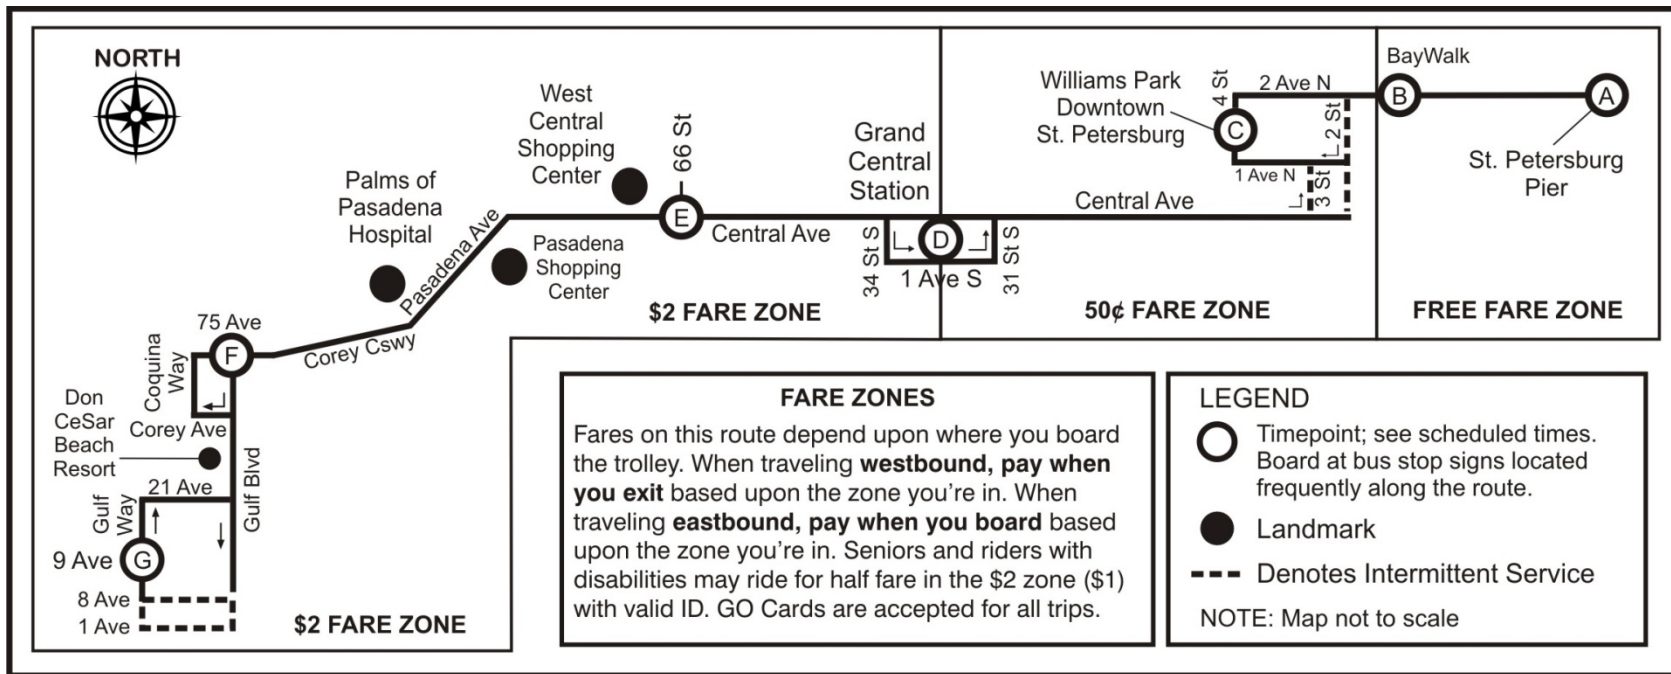 NORTH
West
Central
Shopping
Center
66 St
Grand
Central
Station
Williams Park
Downtown
St. Petersburg
4 St
2 Ave N
BayWalk
B
A
C
2 St
1 Ave N
3 St
St. Petersburg
Pier
Palms of
Pasadena
Hospital
Pasadena Ave
E
Central Ave
D
Central Ave
34 St S
1 Ave S
31 St S
Pasadena
Shopping
Center
$2 FARE ZONE
50¢ FARE ZONE
FREE FARE ZONE
75 Ave
F
Corey Cswy
Coquina
Way
Corey Ave
Don
CeSar
Beach
Resort
21 Ave
Gulf
Way
Gulf Blvd
9 Ave
G
8 Ave
1 Ave
$2 FARE ZONE
FARE ZONES
Fares on this route depend upon where you board
the trolley. When traveling westbound, pay when
you exit based upon the zone you're in. When
traveling eastbound, pay when you board based
upon the zone you're in. Seniors and riders with
disabilities may ride for half fare in the $2 zone ($1)
with valid ID. GO Cards are accepted for all trips.
LEGEND
Timepoint; see scheduled times.
Board at bus stop signs located
frequently along the route.
Landmark
Denotes Intermittent Service
NOTE: Map not to scale